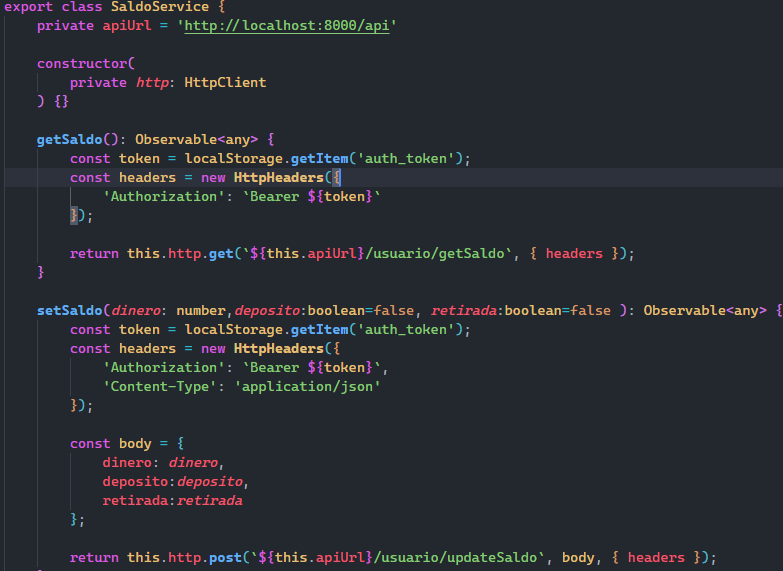 export class SaldoService {
    private apiUrl = 'http://localhost:8000/api'

    constructor(
        private http: HttpClient
    ) {}

    getSaldo(): Observable<any> {
        const token = localStorage.getItem('auth_token');
        const headers = new HttpHeaders({
            'Authorization': `Bearer ${token}`
        });

        return this.http.get(`${this.apiUrl}/usuario/getSaldo`, { headers });
    }

    setSaldo(dinero: number,deposito:boolean=false, retirada:boolean=false ): Observable<any> {
        const token = localStorage.getItem('auth_token');
        const headers = new HttpHeaders({
            'Authorization': `Bearer ${token}`,
            'Content-Type': 'application/json'
        });

        const body = {
            dinero: dinero,
            deposito:deposito,
            retirada:retirada
        };

        return this.http.post(`${this.apiUrl}/usuario/updateSaldo`, body, { headers });